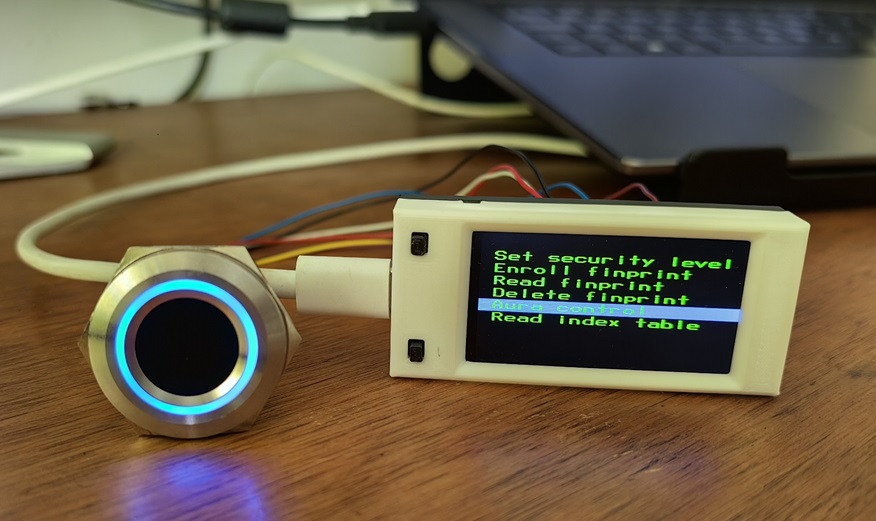 Set security level
Enroll finprint
Read finprint
Delete finprint
Aura control
Read index table